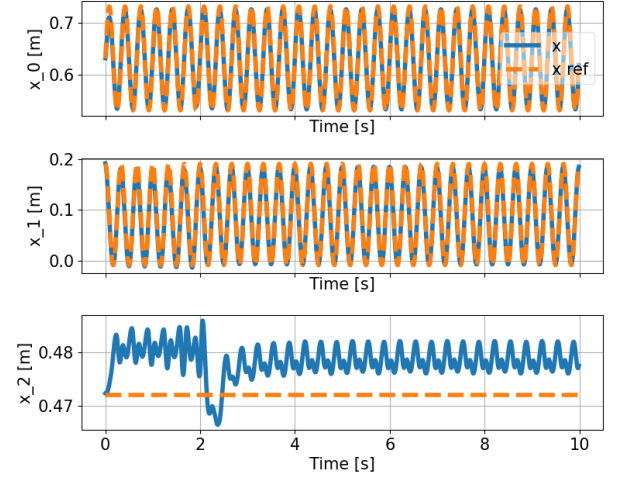 0.7
0.6
x_0 [m]
x
x ref
Time [s]
0.2
0.1
0.0
x_1 [m]
Time [s]
0.48
0.47
x_2 [m]
0 2 4 6 8 10
Time [s]